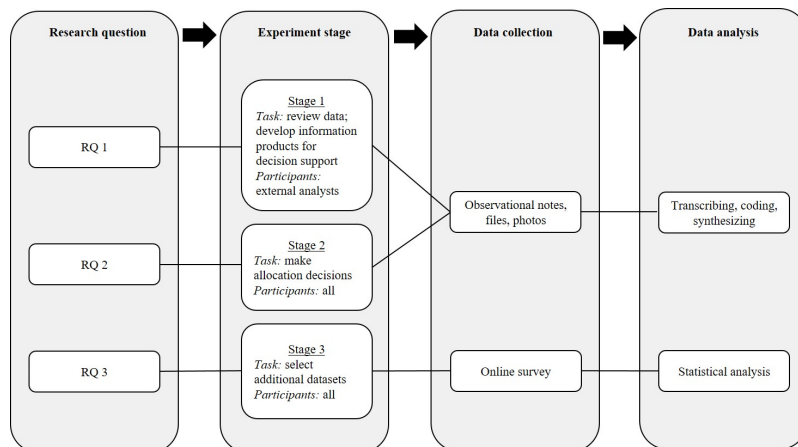 Research question
Experiment stage
Data collection
Data analysis
RQ 1
Stage 1
Task: review data;
develop information
products for
decision support
Participants:
external analysts
Observational notes,
files, photos
Transcribing, coding,
synthesizing
RQ 2
Stage 2
Task: make
allocation decisions
Participants: all
RQ 3
Stage 3
Task: select
additional datasets
Participants: all
Online survey
Statistical analysis